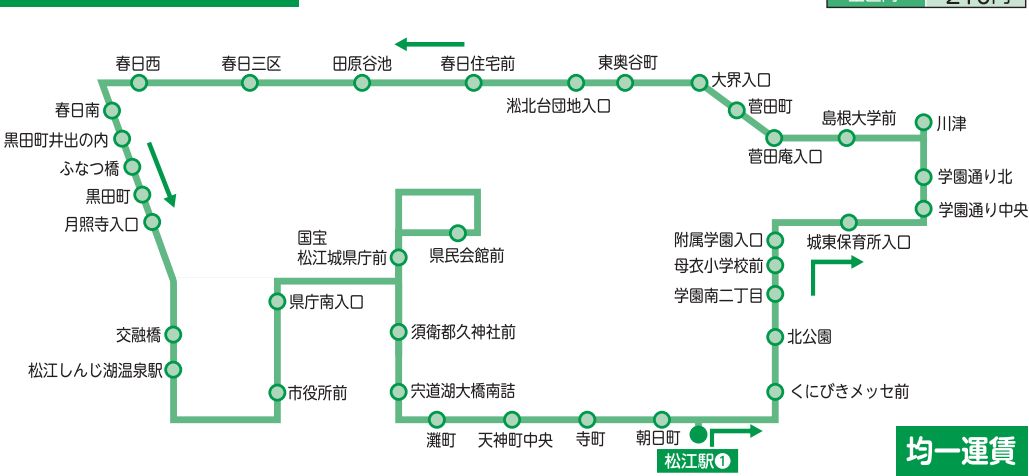 春日西
春日三区
田原谷池
春日住宅前
東奥谷町
淞北台団地入口
大界入口
菅田町
菅田庵入口
島根大学前
川津
学園通り北
学園通り中央
城東保育所入口
附属学園入口
母衣小学校前
学園南二丁目
北公園
くにびきメッセ前
松江駅❶
朝日町
寺町
天神町中央
灘町
宍道湖大橋南詰
須衛都久神社前
国宝
松江城県庁前
県民会館前
県庁南入口
市役所前
松江しんじ湖温泉駅
交融橋
月照寺入口
黒田町
ふなつ橋
黒田町井出の内
春日南
均一運賃